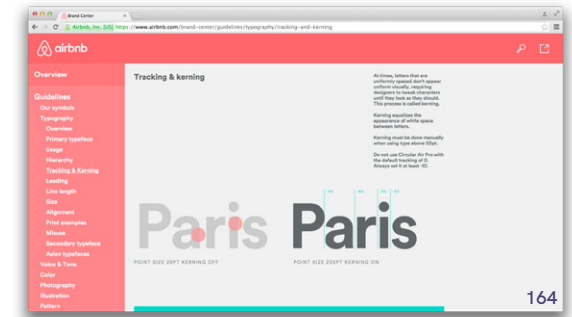 Brand Center
Airbnb, Inc. [US] https://www.airbnb.com/brand-center/guidelines/typography/tracking-and-kerning
airbnb
Overview
Guidelines
Our symbols
Typography
Overview
Primary typeface
Usage
Hierarchy
Tracking & Kerning
Leading
Line length
Size
Alignment
Print examples
Misuse
Secondary typeface
Asian typefaces
Voice & Tone
Color
Photography
Illustration
Pattern
Tracking & kerning
At times, letters that are
uniformly spaced don't appear
uniform visually, requiring
designers to tweak characters
until they look as they should.
This process is called kerning.
Kerning equalizes the
appearance of white space
between letters.
Kerning must be done manually
when using type above 50pt.
Do not use Circular Air Pro with
the default tracking of 0.
Always set it at least -10.
Paris
POINT SIZE 205PT KERNING OFF
Paris
POINT SIZE 205PT KERNING ON
164